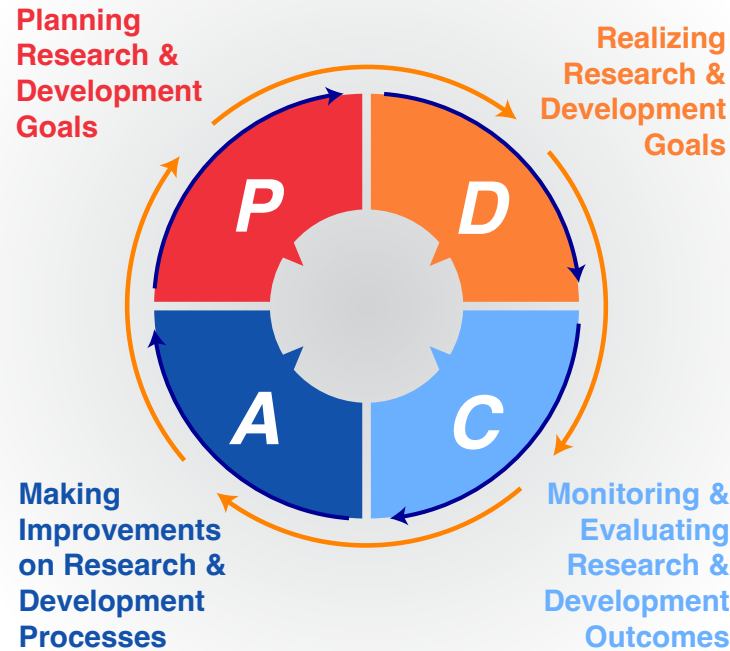 Planning
Research &
Development
Goals
Realizing
Research &
Development
Goals
P
D
A
C
Making
Improvements
on Research &
Development
Processes
Monitoring &
Evaluating
Research &
Development
Outcomes